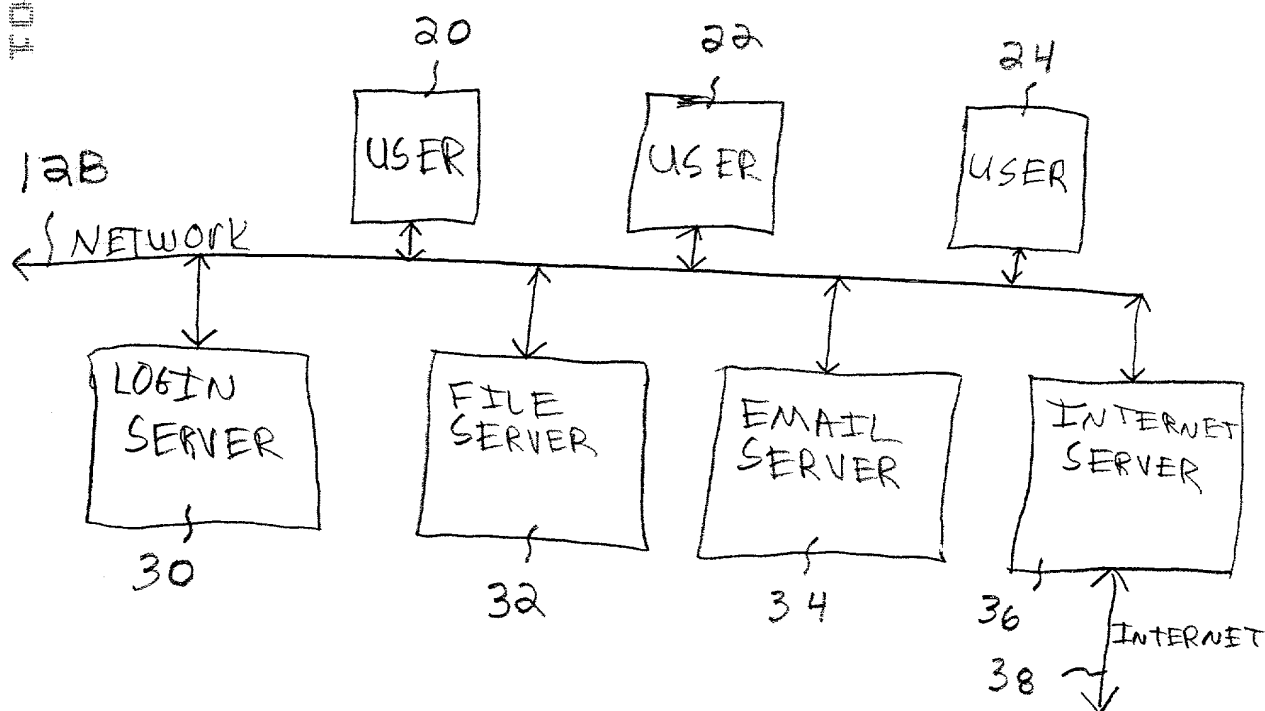 20
22
24
USER
USER
USER
12B
NETWORK
LOGIN
SERVER
FILE
SERVER
EMAIL
SERVER
INTERNET
SERVER
30
32
34
36
INTERNET
38